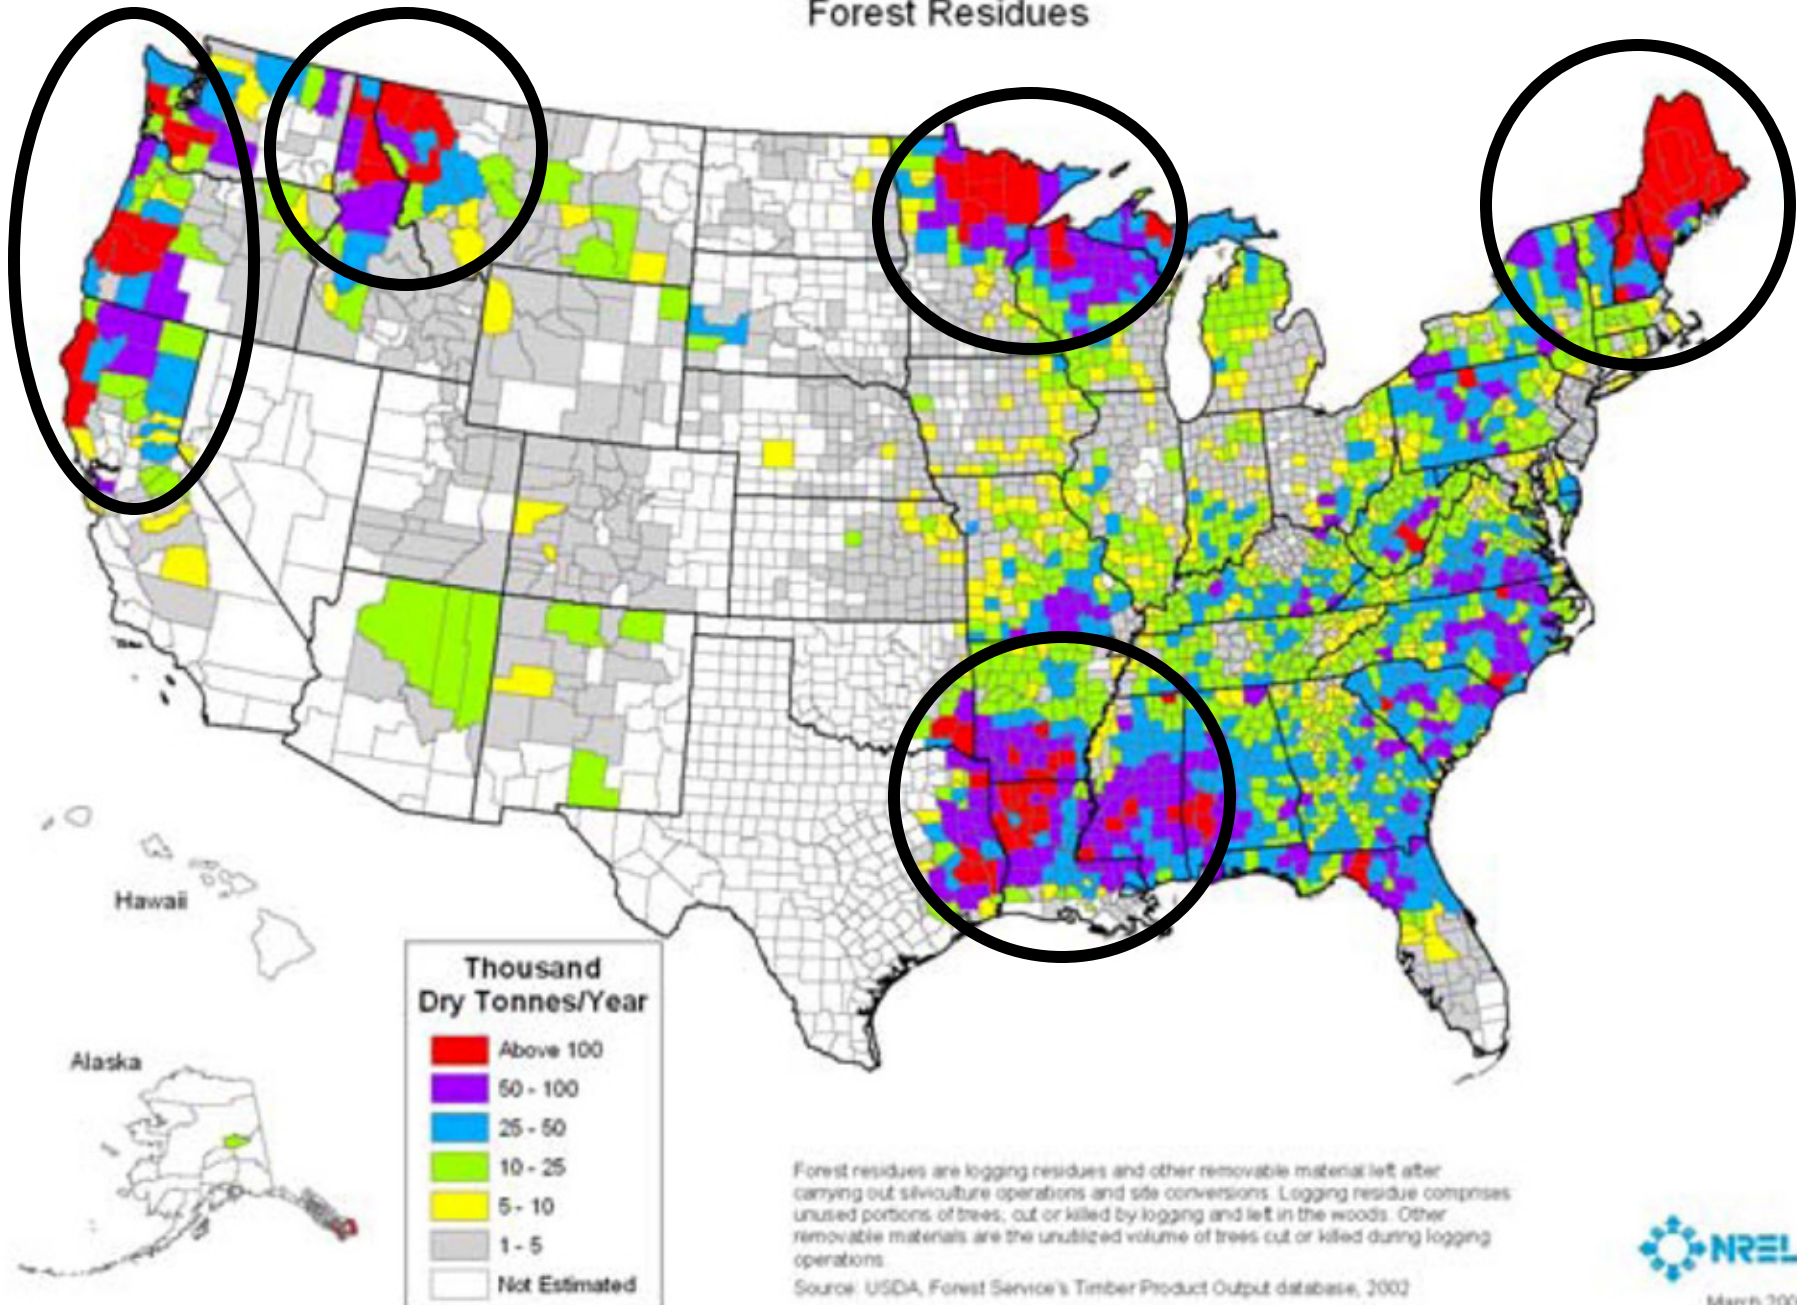 Forest Residues
Hawaii
Alaska
Thousand
Dry Tonnes/Year
Above 100
50 - 100
25 - 50
10 - 25
5 - 10
1 - 5
Not Estimated
Forest residues are logging residues and other removable material left after
carrying out silviculture operations and site conversions. Logging residue comprises
unused portions of trees, cut or killed by logging and left in the woods. Other
removable materials are the unutilized volume of trees cut or killed during logging
operations.
Source: USDA, Forest Service's Timber Product Output database, 2002
NREL
March 200